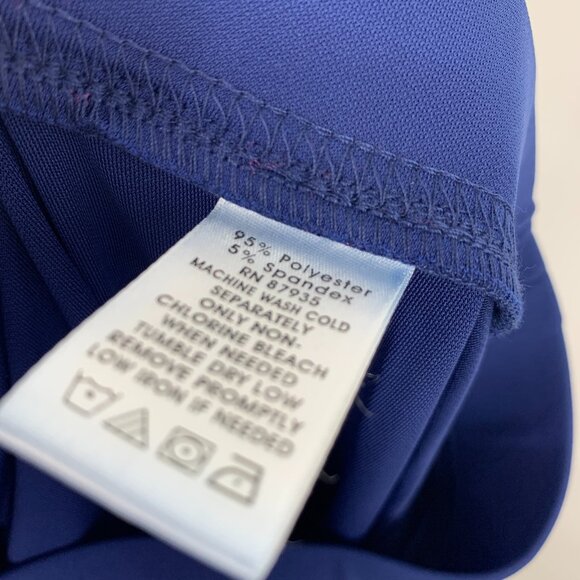 95% Polyester
5% Spandex
RN 87935
MACHINE WASH COLD
SEPARATELY
ONLY NON-
CHLORINE BLEACH
WHEN NEEDED
TUMBLE DRY LOW
REMOVE PROMPTLY
LOW IRON IF NEEDED